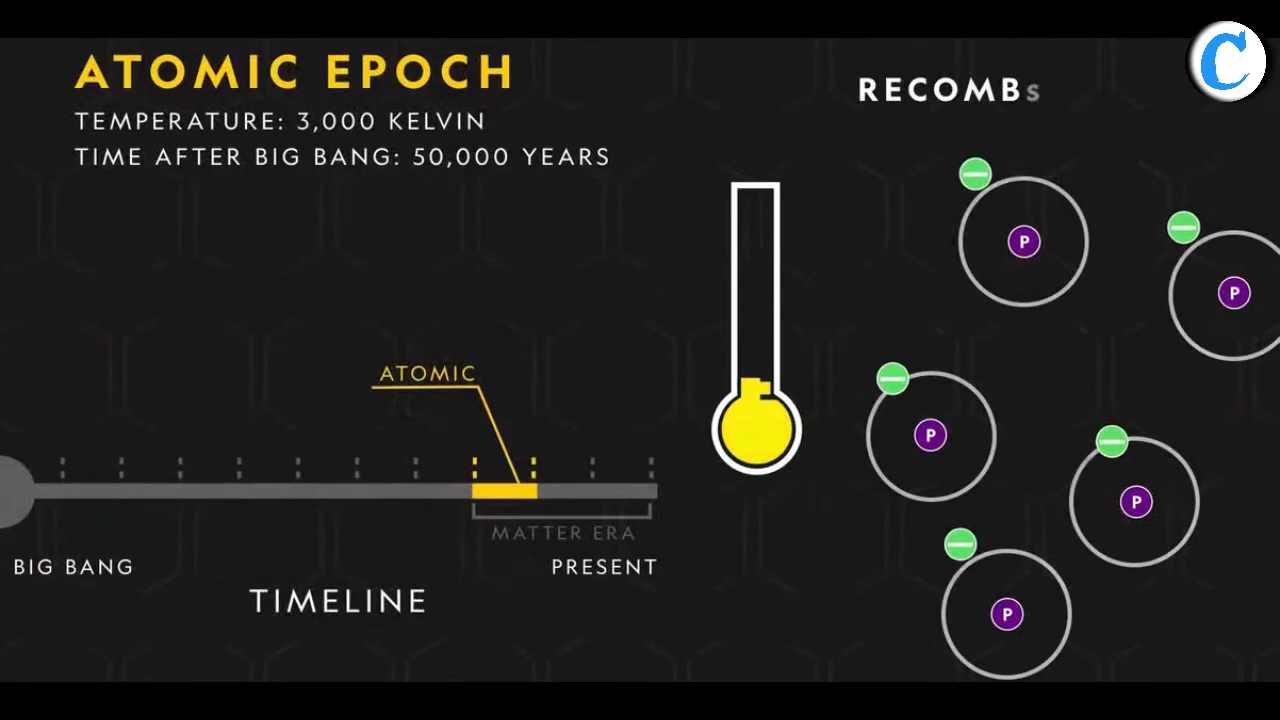 ATOMIC EPOCH
TEMPERATURE: 3,000 KELVIN
TIME AFTER BIG BANG: 50,000 YEARS
RECOMBs
C
P
P
ATOMIC
P
P
MATTER ERA
BIG BANG
PRESENT
TIMELINE
P